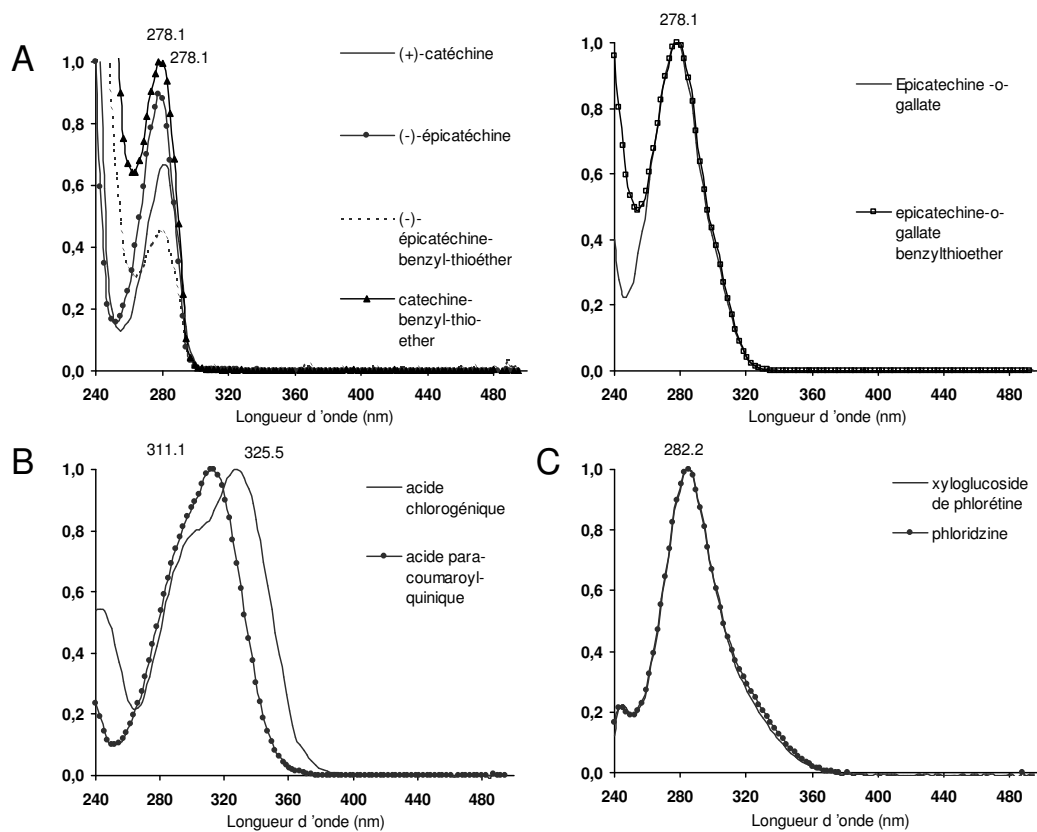 A
278.1
278.1
1,0
0,8
0,6
0,4
0,2
0,0
240
280
320
360
400
440
480
Longueur d 'onde (nm)
(+)-catéchine
(-)-épicatéchine
(-)-
épicatéchine-
benzyl-thioéther
catechine-
benzyl-thio-
ether
278.1
1,0
0,8
0,6
0,4
0,2
0,0
240
280
320
360
400
440
480
Longueur d 'onde (nm)
Epicatechine -o-
gallate
epicatechine-o-
gallate
benzylthioether
B
311.1
325.5
1,0
0,8
0,6
0,4
0,2
0,0
240
280
320
360
400
440
480
Longueur d 'onde (nm)
acide
chlorogénique
acide para-
coumaroyl-
quinique
C
282.2
1,0
0,8
0,6
0,4
0,2
0,0
240
280
320
360
400
440
480
Longueur d 'onde (nm)
xyloglucoside
de phlorétine
phloridzine